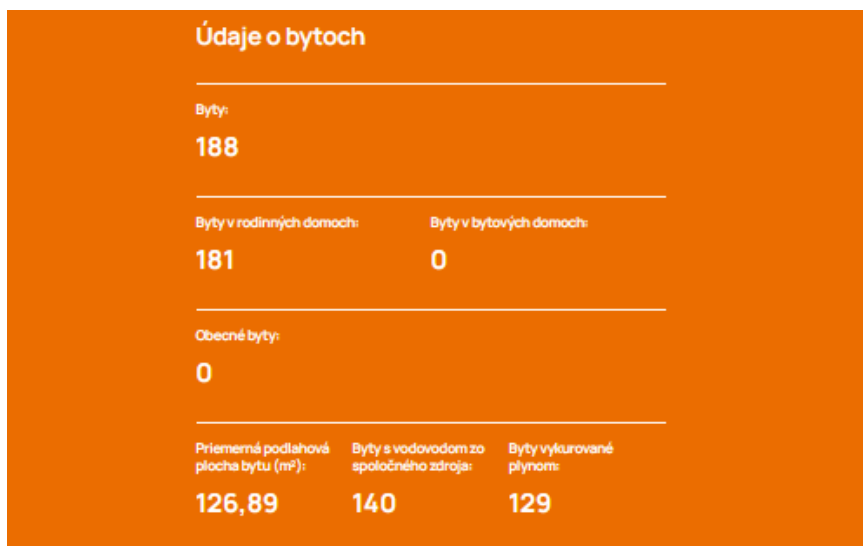 Údaje o bytoch
Byty:
188
Byty v rodinných domoch:
Byty v bytových domoch:
181
0
Obecné byty:
0
Priemerná podlahová
plocha bytu (m²):
Byty s vodovodom zo
spoločného zdroja:
Byty vykurované
plynom:
126,89
140
129